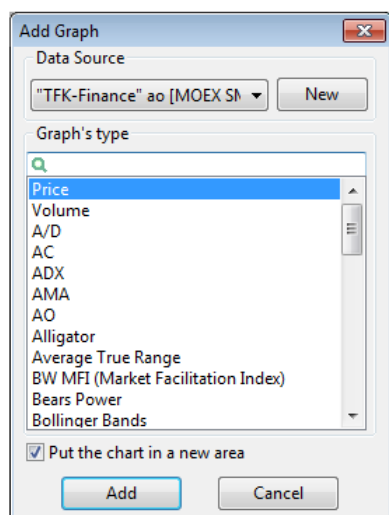 Add Graph
Data Source
"TFK-Finance" ao [MOEX SM
New
Graph's type
Price
Volume
A/D
AC
ADX
AMA
AO
Alligator
Average True Range
BW MFI (Market Facilitation Index)
Bears Power
Bollinger Bands
Put the chart in a new area
Add
Cancel